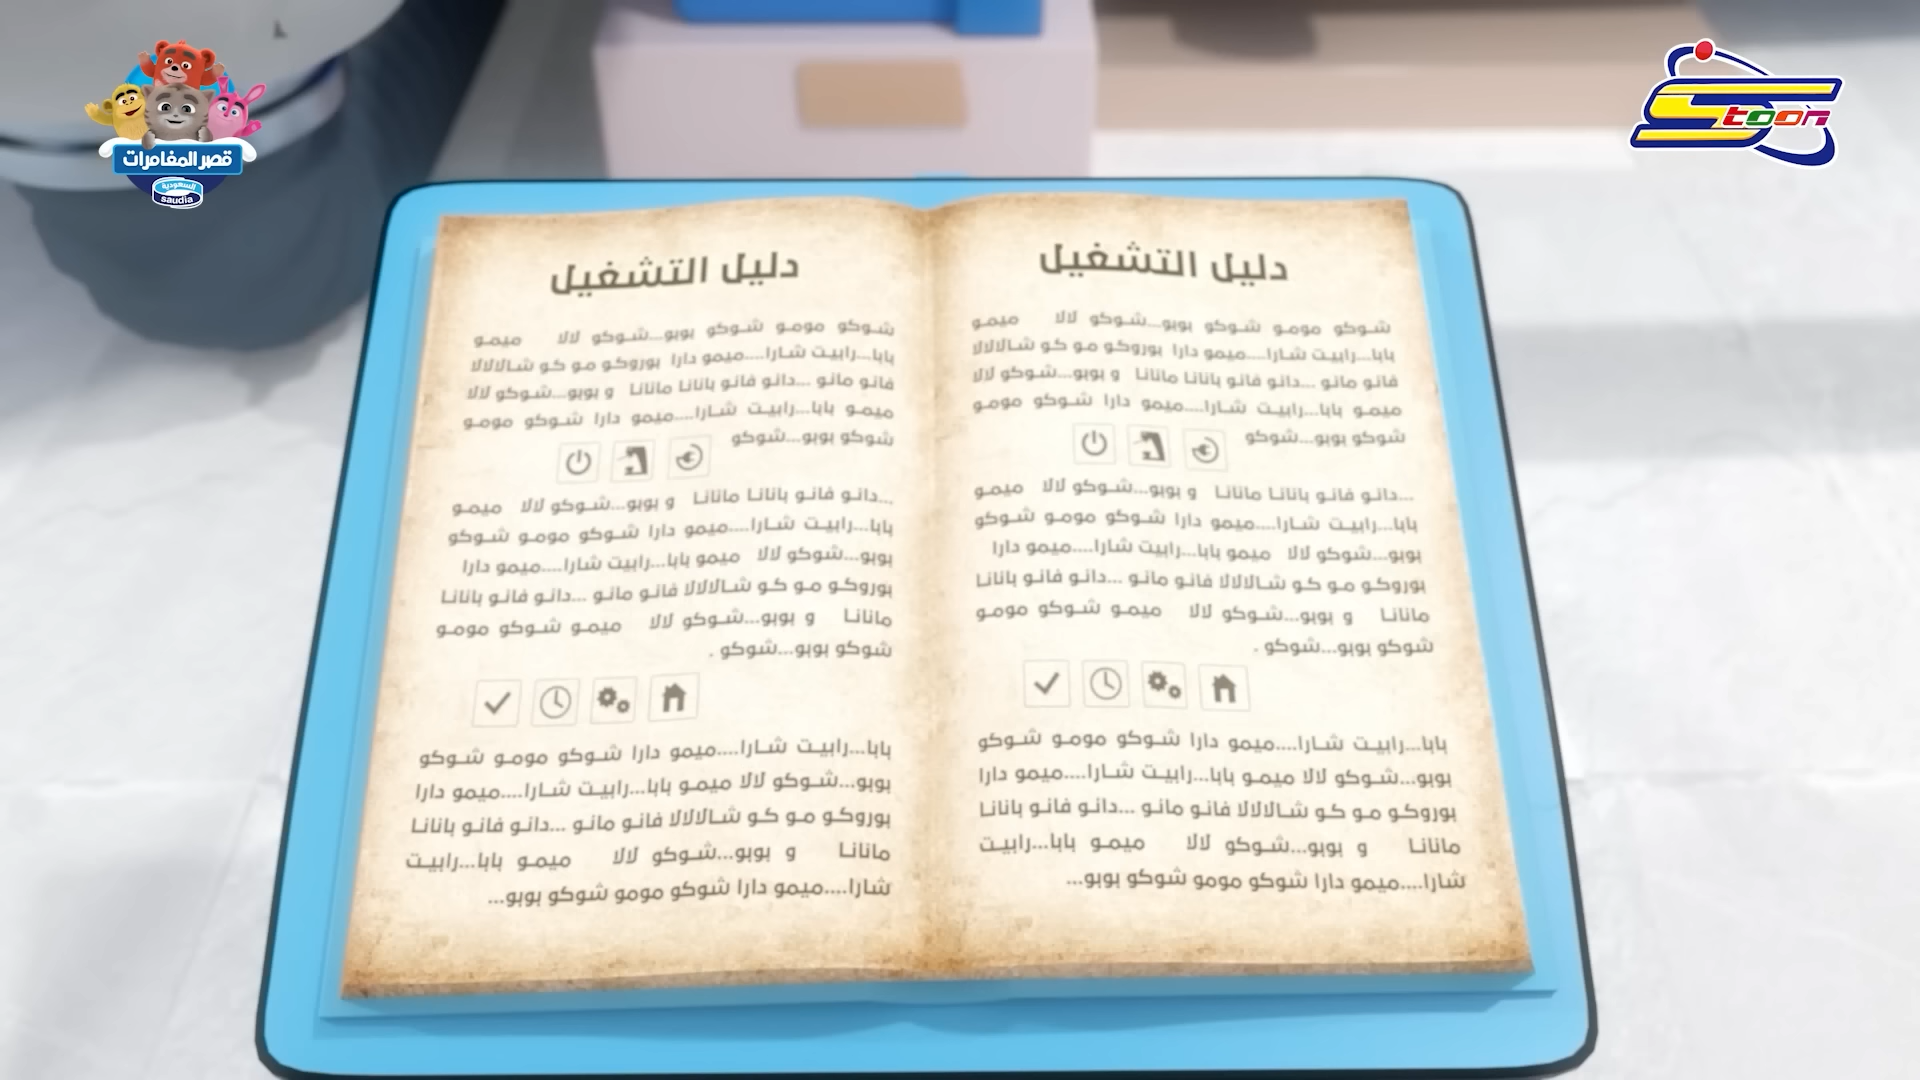 قصر المغامرات
السعودية
saudia
Stoon
دليل التشغيل
شوكو مومو شوكو بوبو...شوكو لالا ميمو
بابا...رابيت شارا....ميمو دارا بوروكو مو كو شالالالا
فانو مانو ...دانو فانو بانانا مانانا و بوبو...شوكو لالا
ميمو بابا...رابيت شارا....ميمو دارا شوكو مومو
شوكو بوبو...شوكو
...دانو فانو بانانا مانانا و بوبو...شوكو لالا ميمو
بابا...رابيت شارا....ميمو دارا شوكو مومو شوكو
بوبو...شوكو لالا ميمو بابا...رابيت شارا....ميمو دارا
بوروكو مو كو شالالالا فانو مانو ...دانو فانو بانانا
مانانا و بوبو...شوكو لالا ميمو شوكو مومو
شوكو بوبو...شوكو .
بابا...رابيت شارا....ميمو دارا شوكو مومو شوكو
بوبو...شوكو لالا ميمو بابا...رابيت شارا....ميمو دارا
بوروكو مو كو شالالالا فانو مانو ...دانو فانو بانانا
مانانا و بوبو...شوكو لالا ميمو بابا...رابيت
شارا....ميمو دارا شوكو مومو شوكو بوبو...
دليل التشغيل
شوكو مومو شوكو بوبو...شوكو لالا ميمو
بابا...رابيت شارا....ميمو دارا بوروكو مو كو شالالالا
فانو مانو ...دانو فانو بانانا مانانا و بوبو...شوكو لالا
ميمو بابا...رابيت شارا....ميمو دارا شوكو مومو
شوكو بوبو...شوكو
...دانو فانو بانانا مانانا و بوبو...شوكو لالا ميمو
بابا...رابيت شارا....ميمو دارا شوكو مومو شوكو
بوبو...شوكو لالا ميمو بابا...رابيت شارا....ميمو دارا
بوروكو مو كو شالالالا فانو مانو ...دانو فانو بانانا
مانانا و بوبو...شوكو لالا ميمو شوكو مومو
شوكو بوبو...شوكو .
بابا...رابيت شارا....ميمو دارا شوكو مومو شوكو
بوبو...شوكو لالا ميمو بابا...رابيت شارا....ميمو دارا
بوروكو مو كو شالالالا فانو مانو ...دانو فانو بانانا
مانانا و بوبو...شوكو لالا ميمو بابا...رابيت
شارا....ميمو دارا شوكو مومو شوكو بوبو...